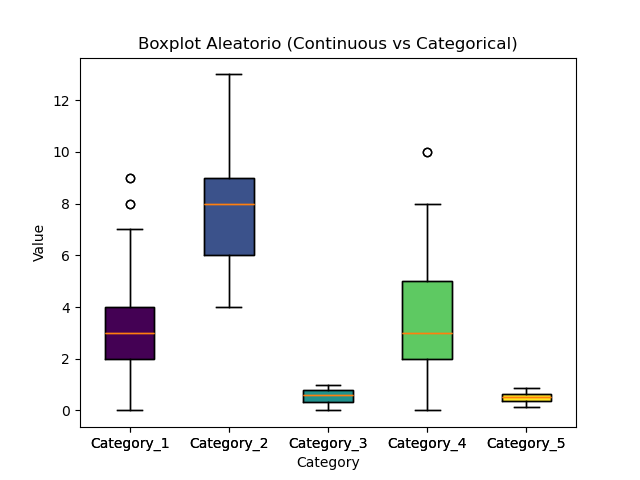 Boxplot Aleatorio (Continuous vs Categorical)
12
10
8
6
4
2
0
Value
Category_1 Category_2 Category_3 Category_4 Category_5
Category